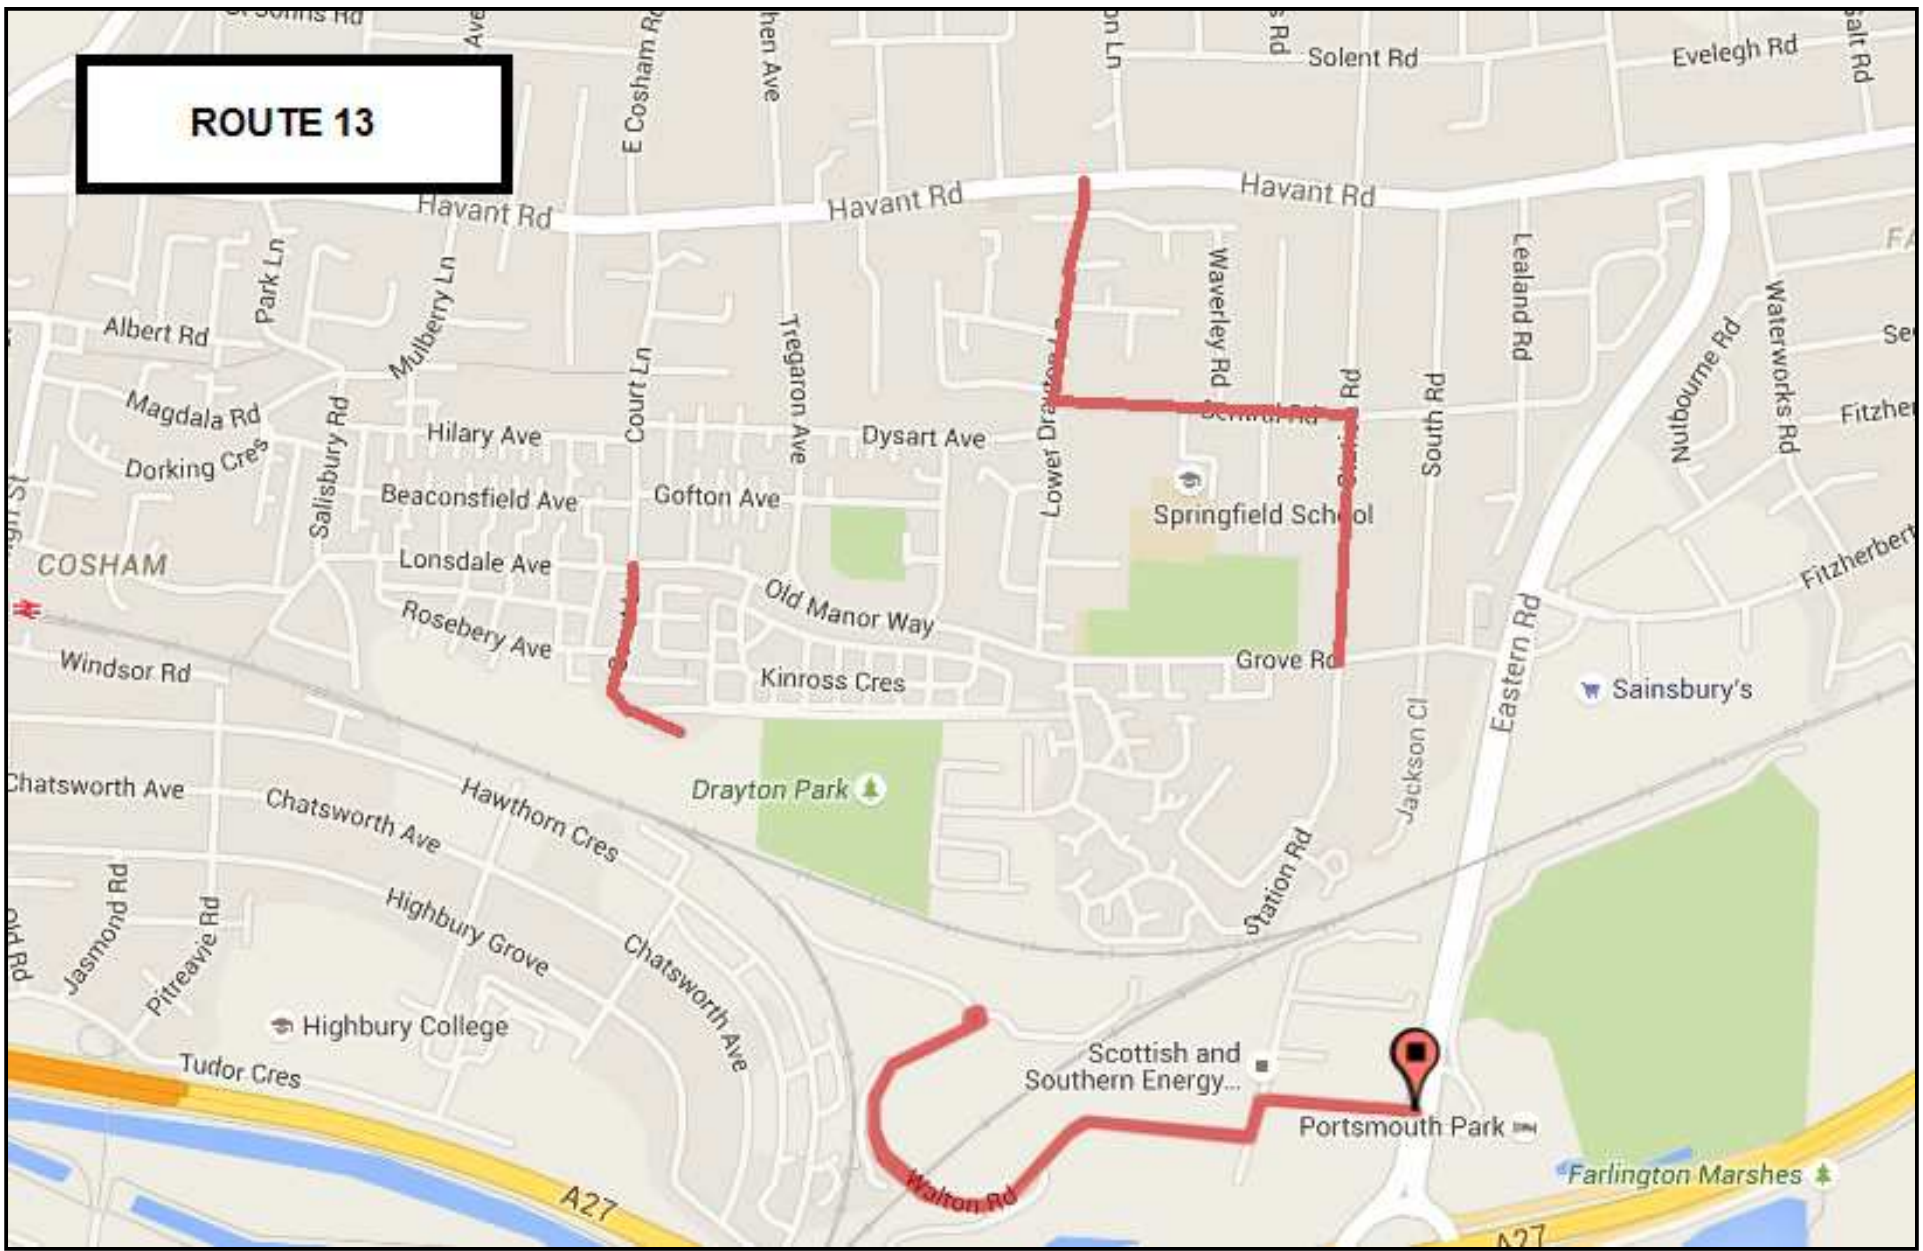 ROUTE 13
Solent Rd
Evelegh Rd
E Cosham Rd
Ave
Havant Rd
Havant Rd
Havant Rd
Park Ln
Mulberry Ln
Albert Rd
Court Ln
Tregaron Ave
Waverley Rd
Lealand Rd
Waterworks Rd
Nutbourne Rd
Magdala Rd
Dorking Cres
Salisbury Rd
Hilary Ave
Dysart Ave
Rd
South Rd
Beaconsfield Ave
Gofton Ave
Springfield School
COSHAM
Lonsdale Ave
Old Manor Way
Rosebery Ave
Kinross Cres
Grove Rd
Windsor Rd
Eastern Rd
Sainsbury's
Jackson Cl
Chatsworth Ave
Chatsworth Ave
Hawthorn Cres
Drayton Park
Station Rd
Jasmond Rd
Pitreavie Rd
Highbury Grove
Chatsworth Ave
Highbury College
Tudor Cres
Scottish and
Southern Energy...
Portsmouth Park
Walton Rd
Farlington Marshes
A27
A27